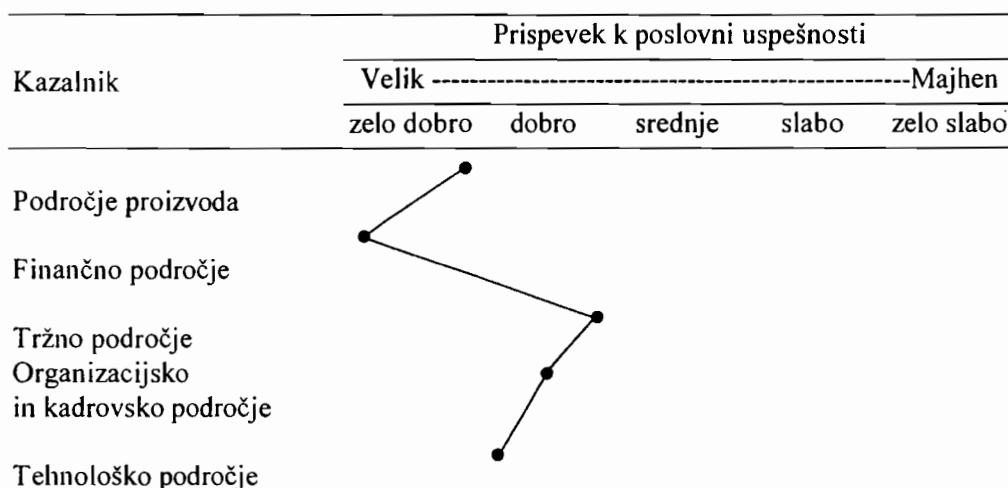 Prispevek k poslovni uspešnosti
Kazalnik
Velik ----------------------------------------------------Majhen
zelo dobro dobro srednje slabo zelo slabo
Področje proizvoda
Finančno področje
Tržno področje
Organizacijsko
in kadrovsko področje
Tehnološko področje